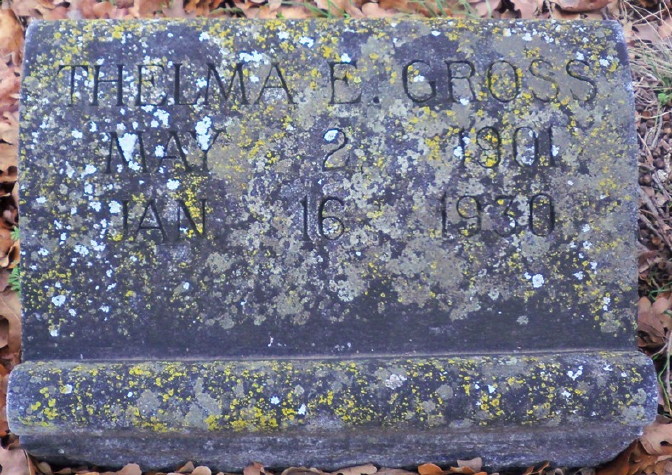 THELMA E. GROSS
MAY 2, 1901
JAN. 16, 1930